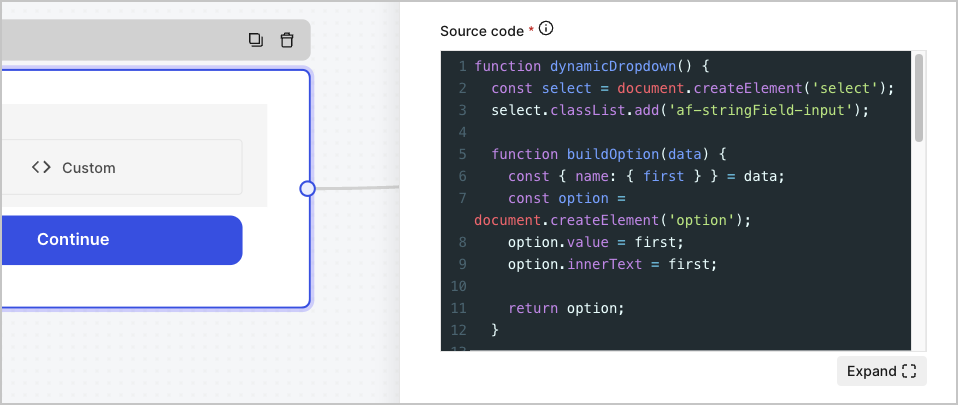 Custom
Continue
Source code *
1 function dynamicDropdown() {
2 const select = document.createElement('select');
3 select.classList.add('af-stringField-input');
4
5 function buildOption(data) {
6 const { name: { first } } = data;
7 const option =
document.createElement('option');
8 option.value = first;
9 option.innerText = first;
10
11 return option;
12 }
Expand